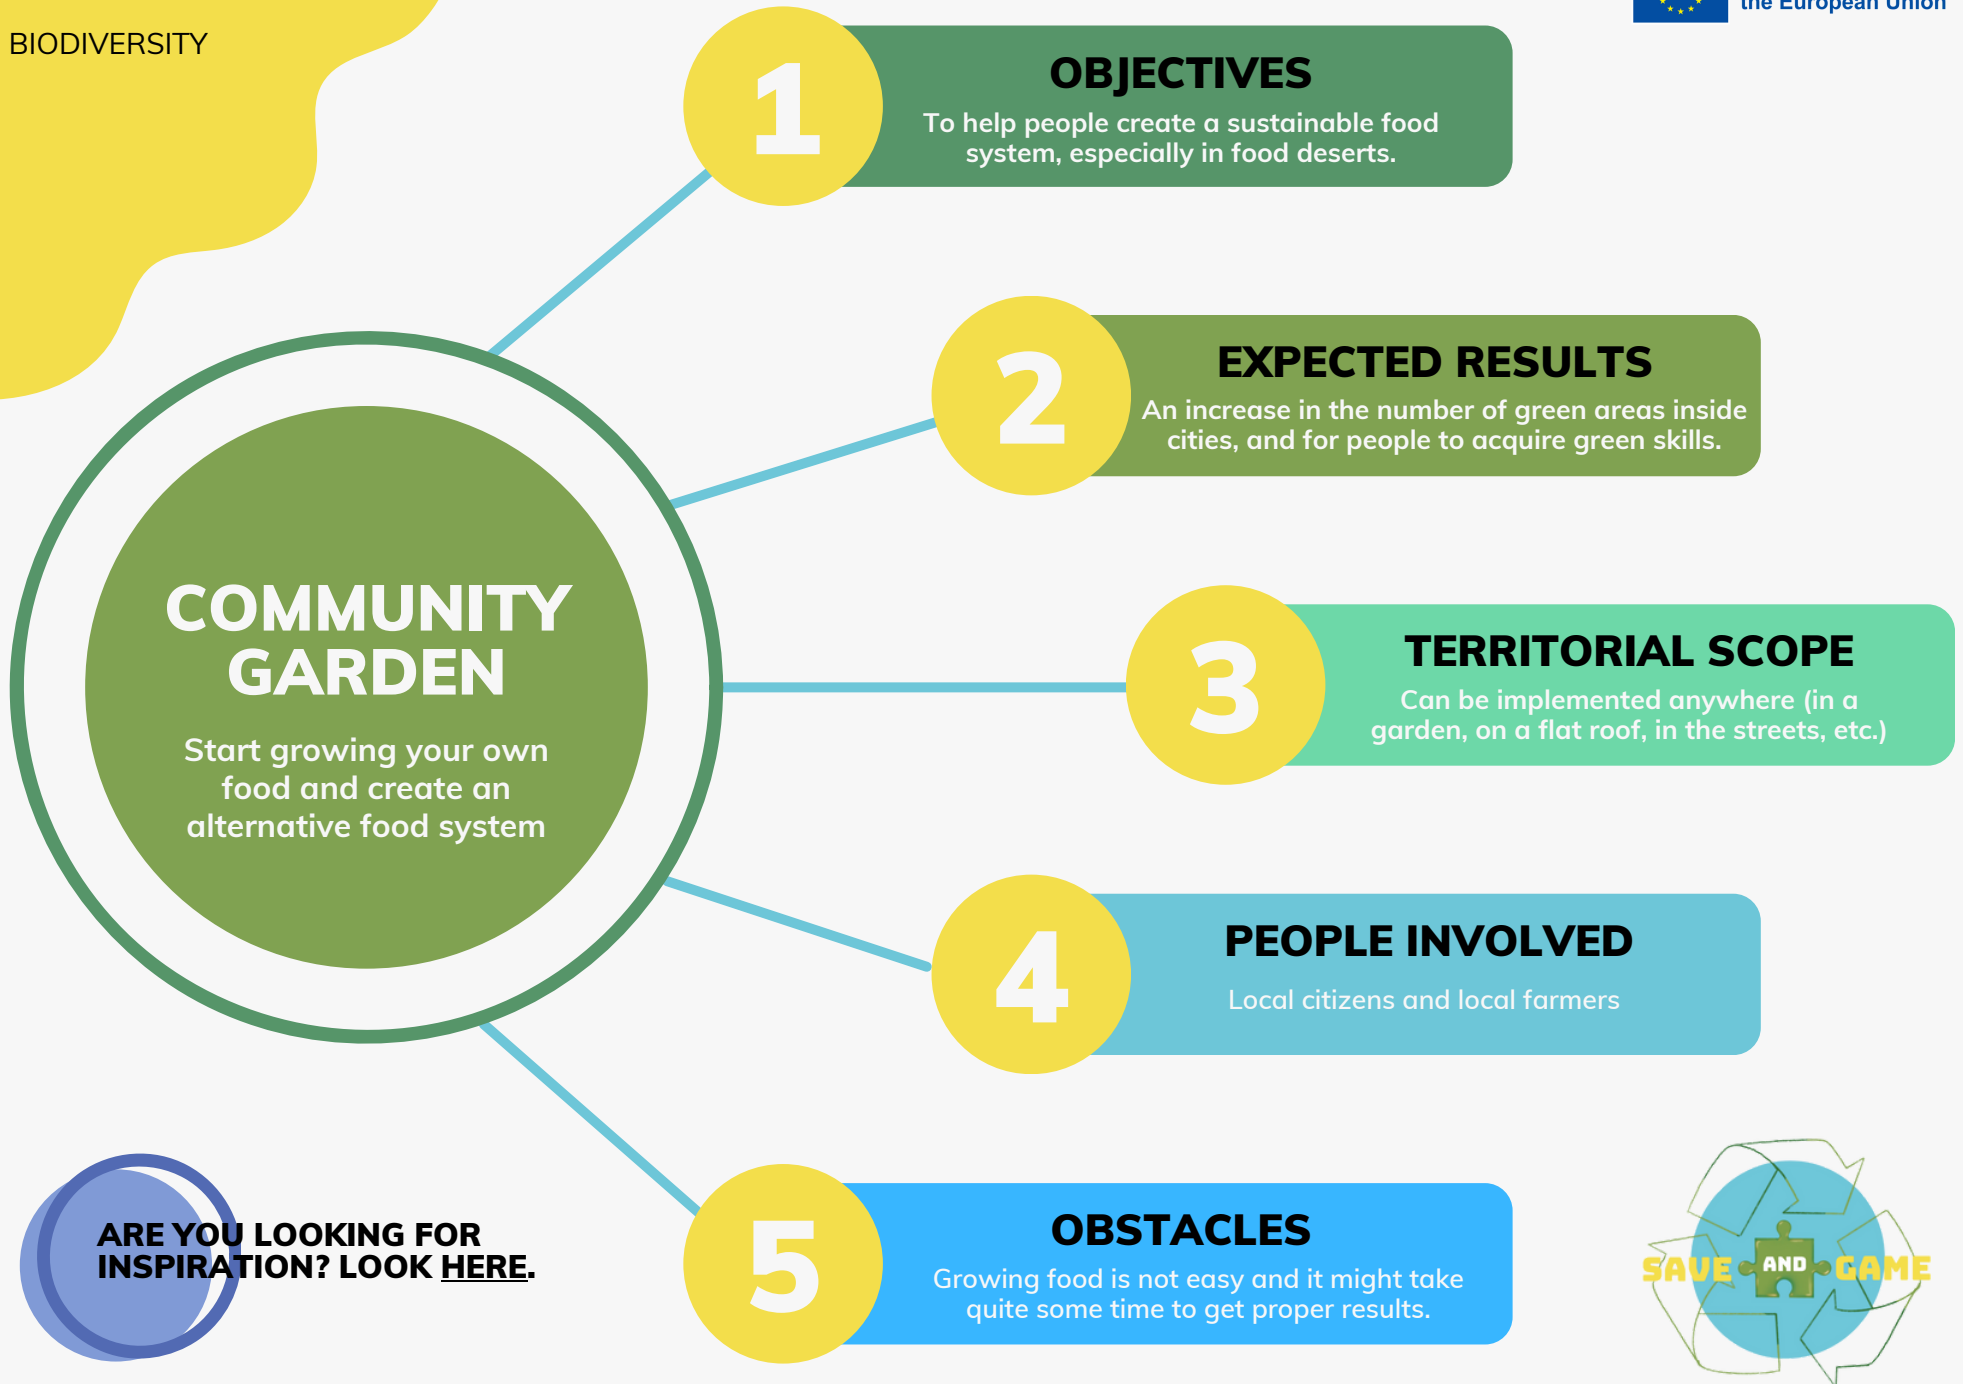 BIODIVERSITY
the European Union
1
OBJECTIVES
To help people create a sustainable food
system, especially in food deserts.
2
EXPECTED RESULTS
An increase in the number of green areas inside
cities, and for people to acquire green skills.
COMMUNITY
GARDEN
Start growing your own
food and create an
alternative food system
3
TERRITORIAL SCOPE
Can be implemented anywhere (in a
garden, on a flat roof, in the streets, etc.)
4
PEOPLE INVOLVED
Local citizens and local farmers
5
OBSTACLES
Growing food is not easy and it might take
quite some time to get proper results.
ARE YOU LOOKING FOR
INSPIRATION? LOOK HERE.
SAVE AND GAME